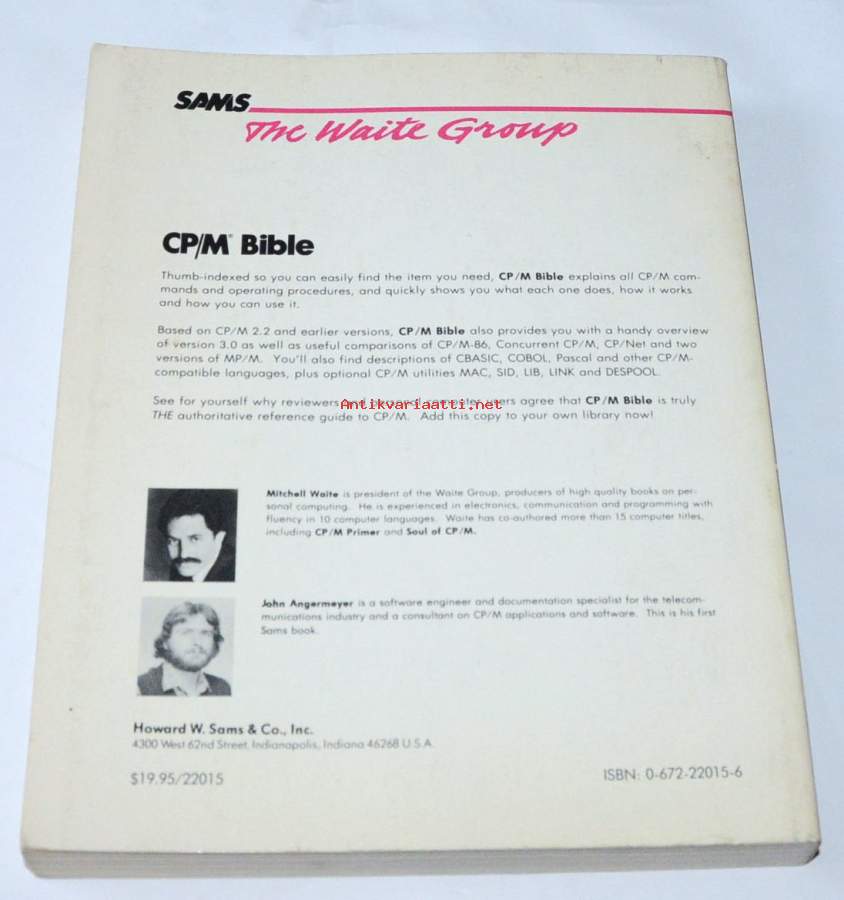 SAMS
The Waite Group
CP/M® Bible
Thumb-indexed so you can easily find the item you need, CP/M Bible explains all CP/M com-
mands and operating procedures, and quickly shows you what each one does, how it works
and how you can use it.
Based on CP/M 2.2 and earlier versions, CP/M Bible also provides you with a handy overview
of version 3.0 as well as useful comparisons of CP/M-86, Concurrent CP/M, CP/Net and two
versions of MP/M. You'll also find descriptions of CBASIC, COBOL, Pascal and other CP/M-
compatible languages, plus optional CP/M utilities MAC, SID, LIB, LINK and DESPOOL.
See for yourself why reviewers and personal computer users agree that CP/M Bible is truly
Antikvariaatti.net
THE authoritative reference guide to CP/M. Add this copy to your own library now!
Mitchell Waite is president of the Waite Group, producers of high quality books on per-
sonal computing. He is experienced in electronics, communication and programming with
fluency in 10 computer languages. Waite has co-authored more than 15 computer titles,
including CP/M Primer and Soul of CP/M.
John Angermeyer is a software engineer and documentation specialist for the telecom-
munications industry and a consultant on CP/M applications and software. This is his first
Sams book.
Howard W. Sams & Co., Inc.
4300 West 62nd Street, Indianapolis, Indiana 46268 U.S.A.
$19.95/22015
ISBN: 0-672-22015-6